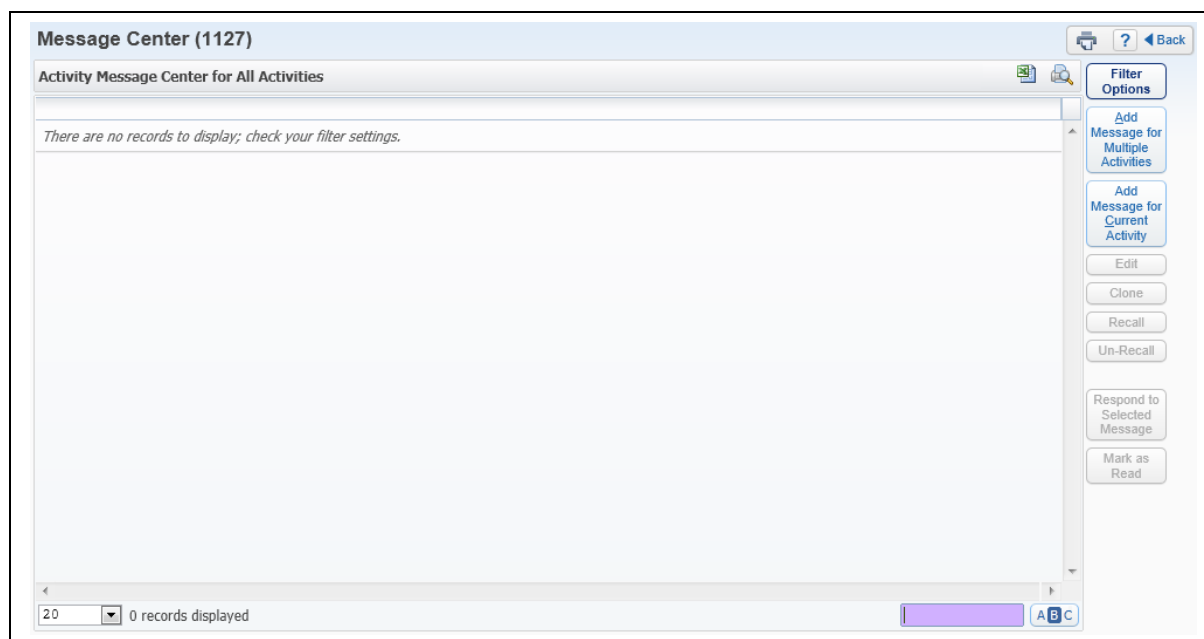 Message Center (1127)
? Back
Activity Message Center for All Activities
Filter
Options
Add
Message for
Multiple
Activities
There are no records to display; check your filter settings.
Add
Message for
Current
Activity
Edit
Clone
Recall
Un-Recall
Respond to
Selected
Message
Mark as
Read
20
0 records displayed
A B C